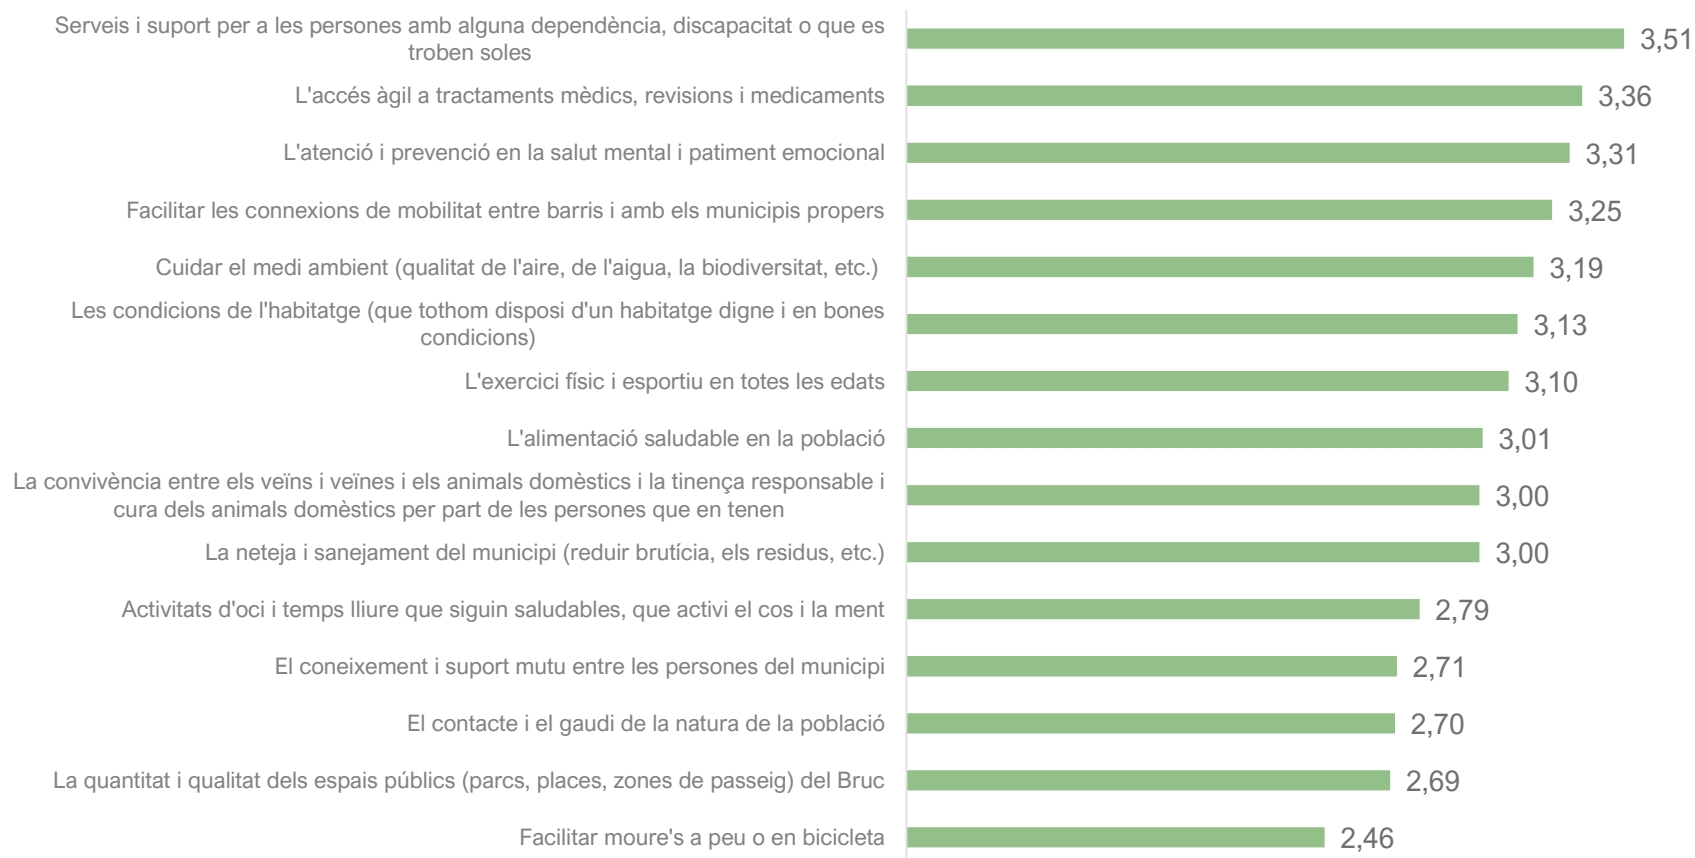 Serveis i suport per a les persones amb alguna dependència, discapacitat o que es
troben soles
3,51
L'accés àgil a tractaments mèdics, revisions i medicaments
3,36
L'atenció i prevenció en la salut mental i patiment emocional
3,31
Facilitar les connexions de mobilitat entre barris i amb els municipis propers
3,25
Cuidar el medi ambient (qualitat de l'aire, de l'aigua, la biodiversitat, etc.)
3,19
Les condicions de l'habitatge (que tothom disposi d'un habitatge digne i en bones
condicions)
3,13
L'exercici físic i esportiu en totes les edats
3,10
L'alimentació saludable en la població
3,01
La convivència entre els veïns i veïnes i els animals domèstics i la tinença responsable i
cura dels animals domèstics per part de les persones que en tenen
3,00
La neteja i sanejament del municipi (reduir brutícia, els residus, etc.)
3,00
Activitats d'oci i temps lliure que siguin saludables, que activi el cos i la ment
2,79
El coneixement i suport mutu entre les persones del municipi
2,71
El contacte i el gaudi de la natura de la població
2,70
La quantitat i qualitat dels espais públics (parcs, places, zones de passeig) del Bruc
2,69
Facilitar moure's a peu o en bicicleta
2,46